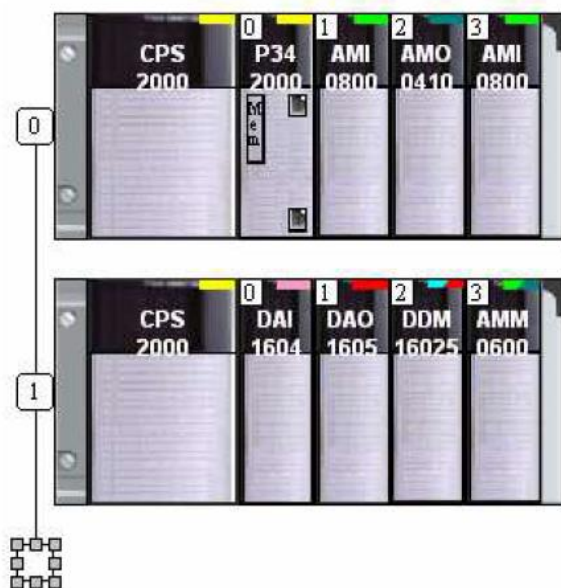 0 1 2 3
CPS P34 AMI AMO AMI
2000 2000 0800 0410 0800
Mem
0
0 1 2 3
CPS DAI DAO DDM AMM
2000 1604 1605 16025 0600
1